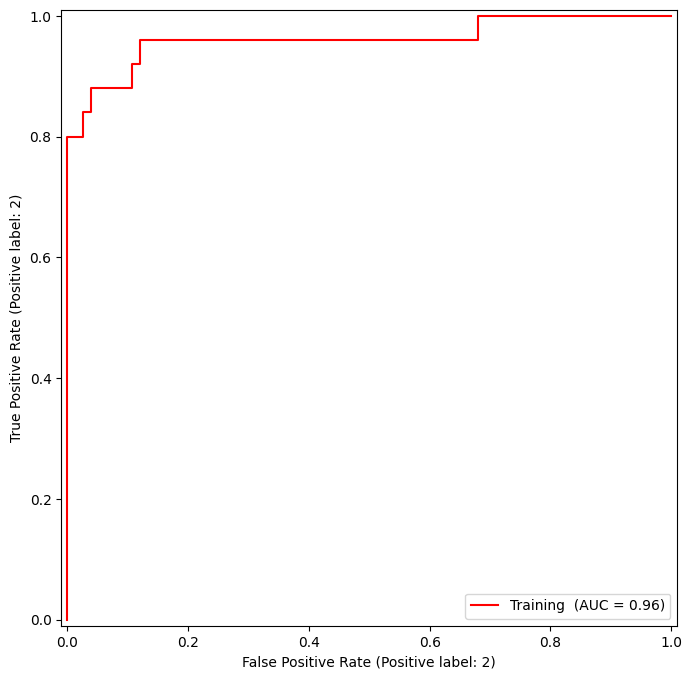 1.0
0.8
0.6
0.4
0.2
0.0
True Positive Rate (Positive label: 2)
Training  (AUC = 0.96)
0.0 0.2 0.4 0.6 0.8 1.0
False Positive Rate (Positive label: 2)